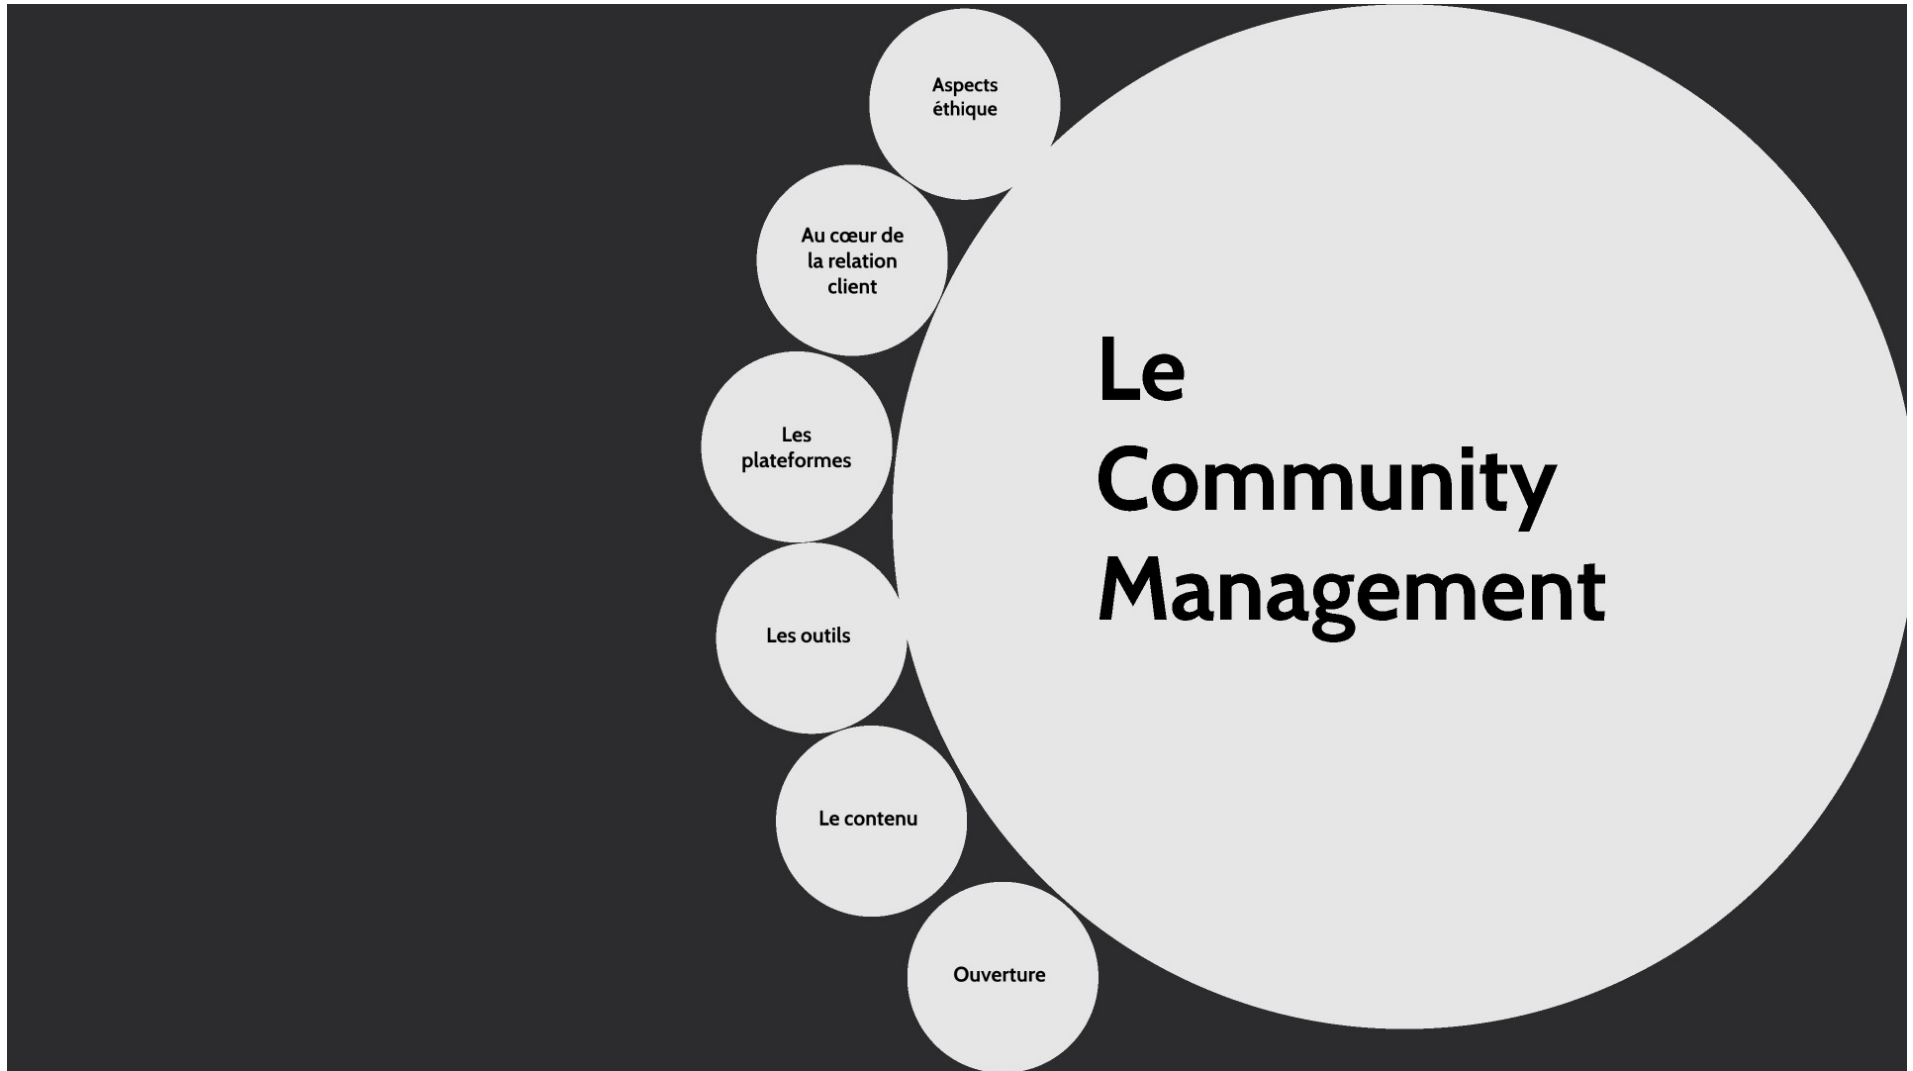 Aspects
éthique
Au cœur de
la relation
client
Les
plateformes
Les outils
Le contenu
Ouverture
Le
Community
Management